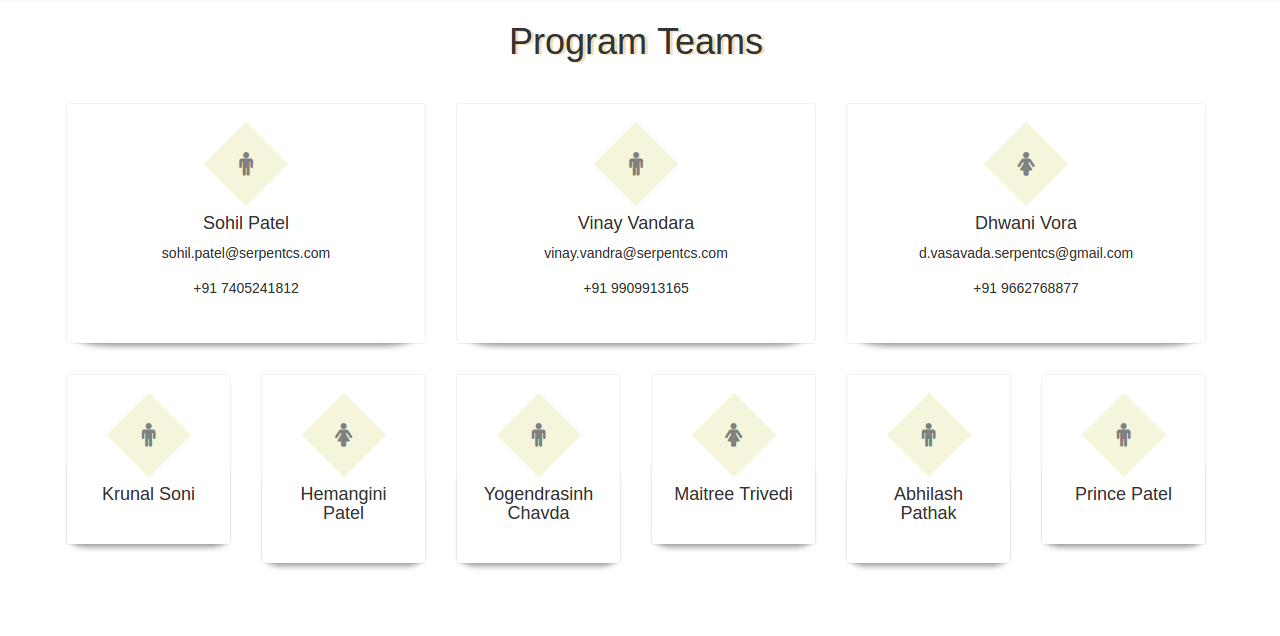 Program Teams
Sohil Patel
sohil.patel@serpentcs.com
+91 7405241812
Vinay Vandara
vinay.vandra@serpentcs.com
+91 9909913165
Dhwani Vora
d.vasavada.serpentcs@gmail.com
+91 9662768877
Krunal Soni
Hemangini
Patel
Yogendrasinh
Chavda
Maitree Trivedi
Abhilash
Pathak
Prince Patel